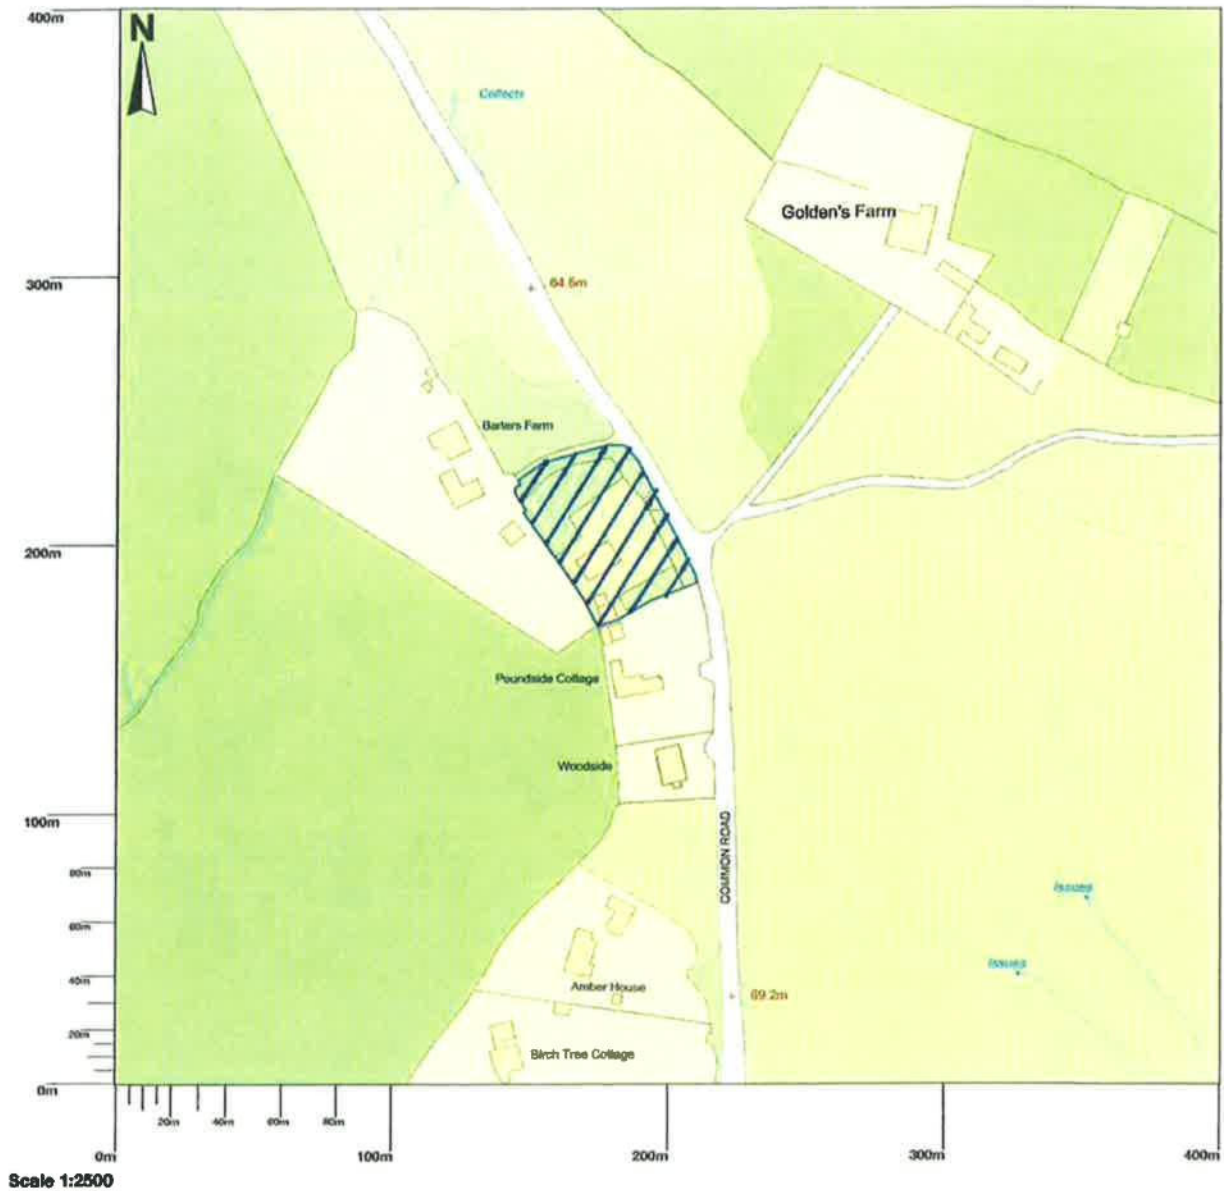 400m
N
Collects
Golden's Farm
300m
64.5m
Barters Farm
200m
Poundside Cottage
Woodside
100m
COMMON ROAD
80m
Issues
60m
Issues
40m
Amber House
69.2m
20m
Birch Tree Cottage
0m
20m 40m 60m 80m
0m 100m 200m 300m 400m
Scale 1:2500